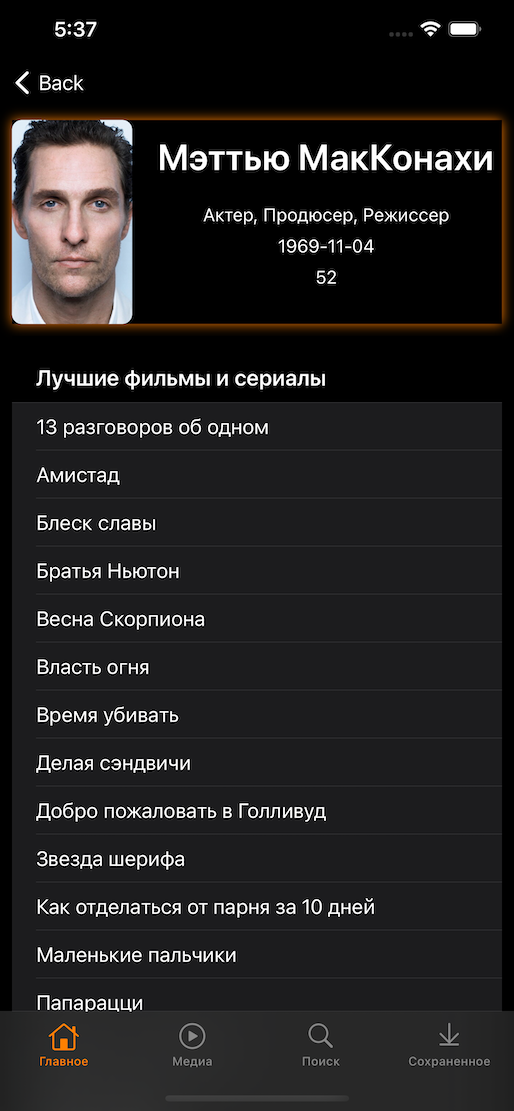 5:37
Back
Мэттью МакКонахи
Актер, Продюсер, Режиссер
1969-11-04
52
Лучшие фильмы и сериалы
13 разговоров об одном
Амистад
Блеск славы
Братья Ньютон
Весна Скорпиона
Власть огня
Время убивать
Делая сэндвичи
Добро пожаловать в Голливуд
Звезда шерифа
Как отделаться от парня за 10 дней
Маленькие пальчики
Папарацци
Главное
Медиа
Поиск
Сохраненное